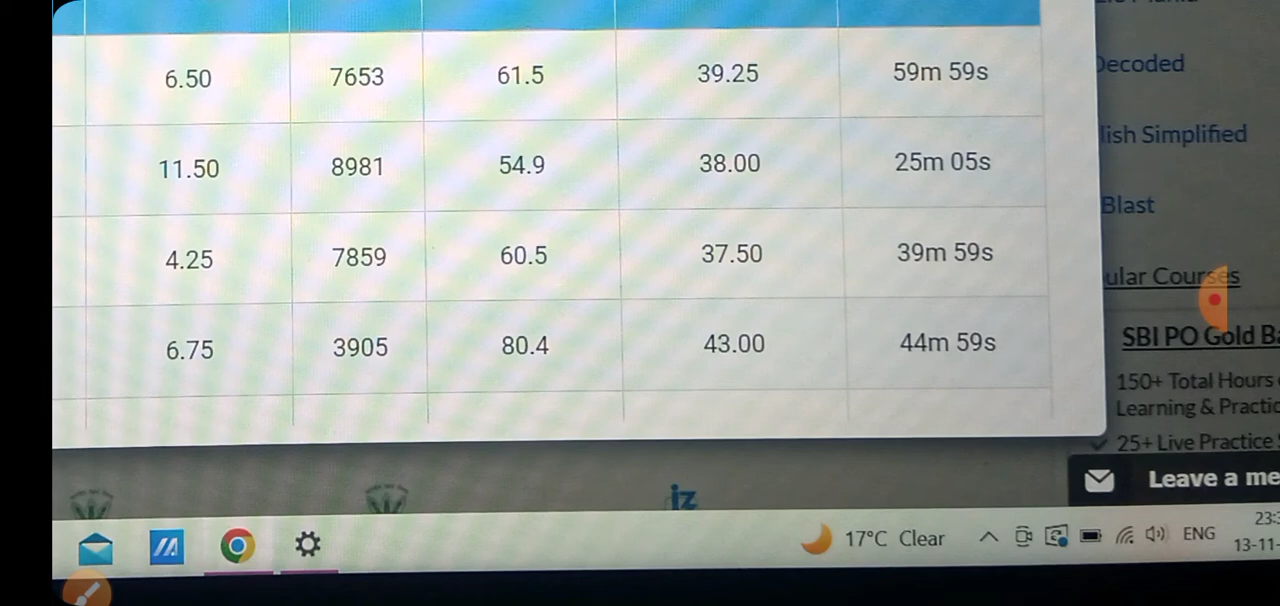 6.50 7653 61.5 39.25 59m 59s
11.50 8981 54.9 38.00 25m 05s
4.25 7859 60.5 37.50 39m 59s
6.75 3905 80.4 43.00 44m 59s
Decoded
lish Simplified
Blast
ular Courses
SBI PO Gold Ba
150+ Total Hours
Learning & Practic
25+ Live Practice
Leave a me
iz
17°C Clear
ENG
23:3
13-11-